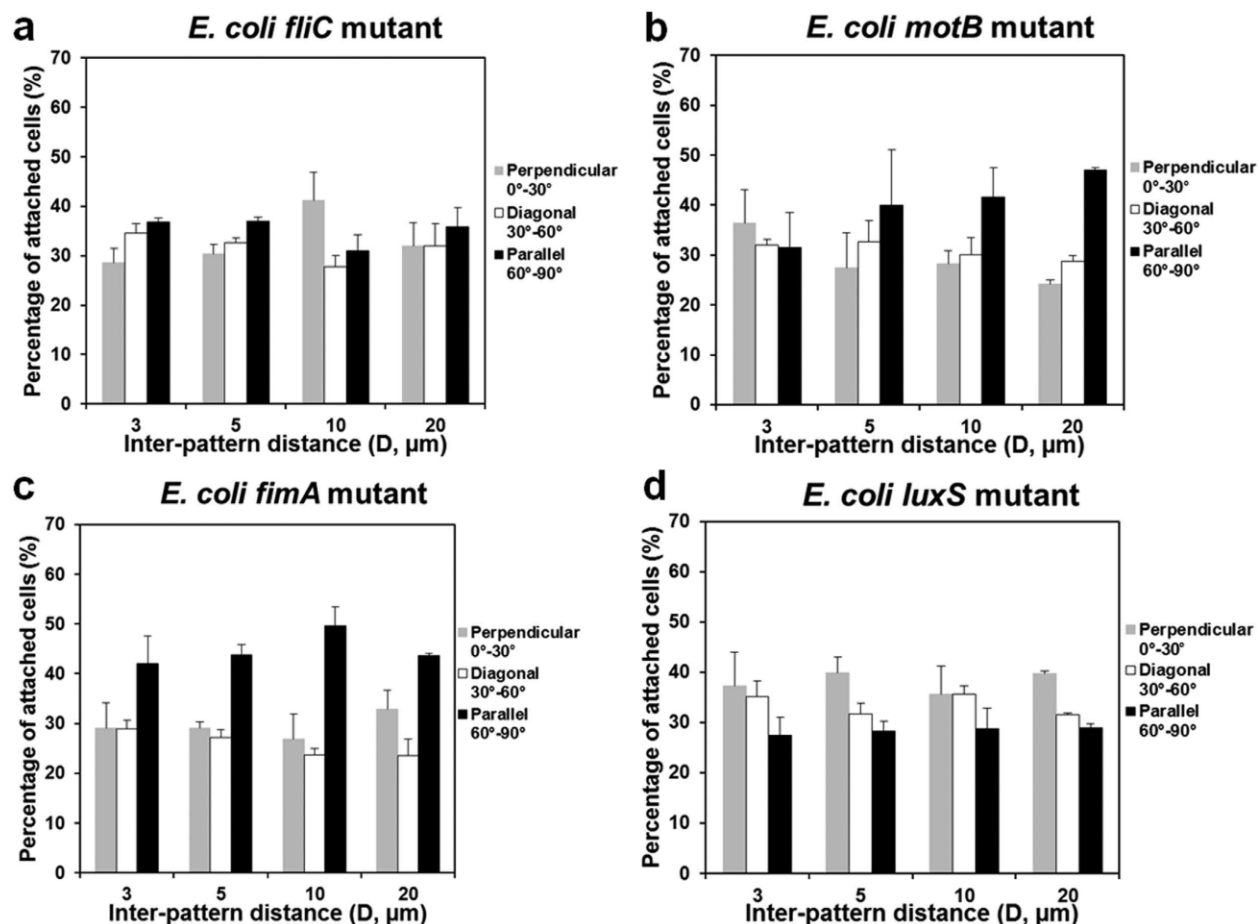 a
E. coli fliC mutant
Percentage of attached cells (%)
70
60
50
40
30
20
10
0
3 5 10 20
Inter-pattern distance (D, µm)
Perpendicular
0°-30°
Diagonal
30°-60°
Parallel
60°-90°
b
E. coli motB mutant
Percentage of attached cells (%)
70
60
50
40
30
20
10
0
3 5 10 20
Inter-pattern distance (D, µm)
Perpendicular
0°-30°
Diagonal
30°-60°
Parallel
60°-90°
c
E. coli fimA mutant
Percentage of attached cells (%)
70
60
50
40
30
20
10
0
3 5 10 20
Inter-pattern distance (D, µm)
Perpendicular
0°-30°
Diagonal
30°-60°
Parallel
60°-90°
d
E. coli luxS mutant
Percentage of attached cells (%)
70
60
50
40
30
20
10
0
3 5 10 20
Inter-pattern distance (D, µm)
Perpendicular
0°-30°
Diagonal
30°-60°
Parallel
60°-90°